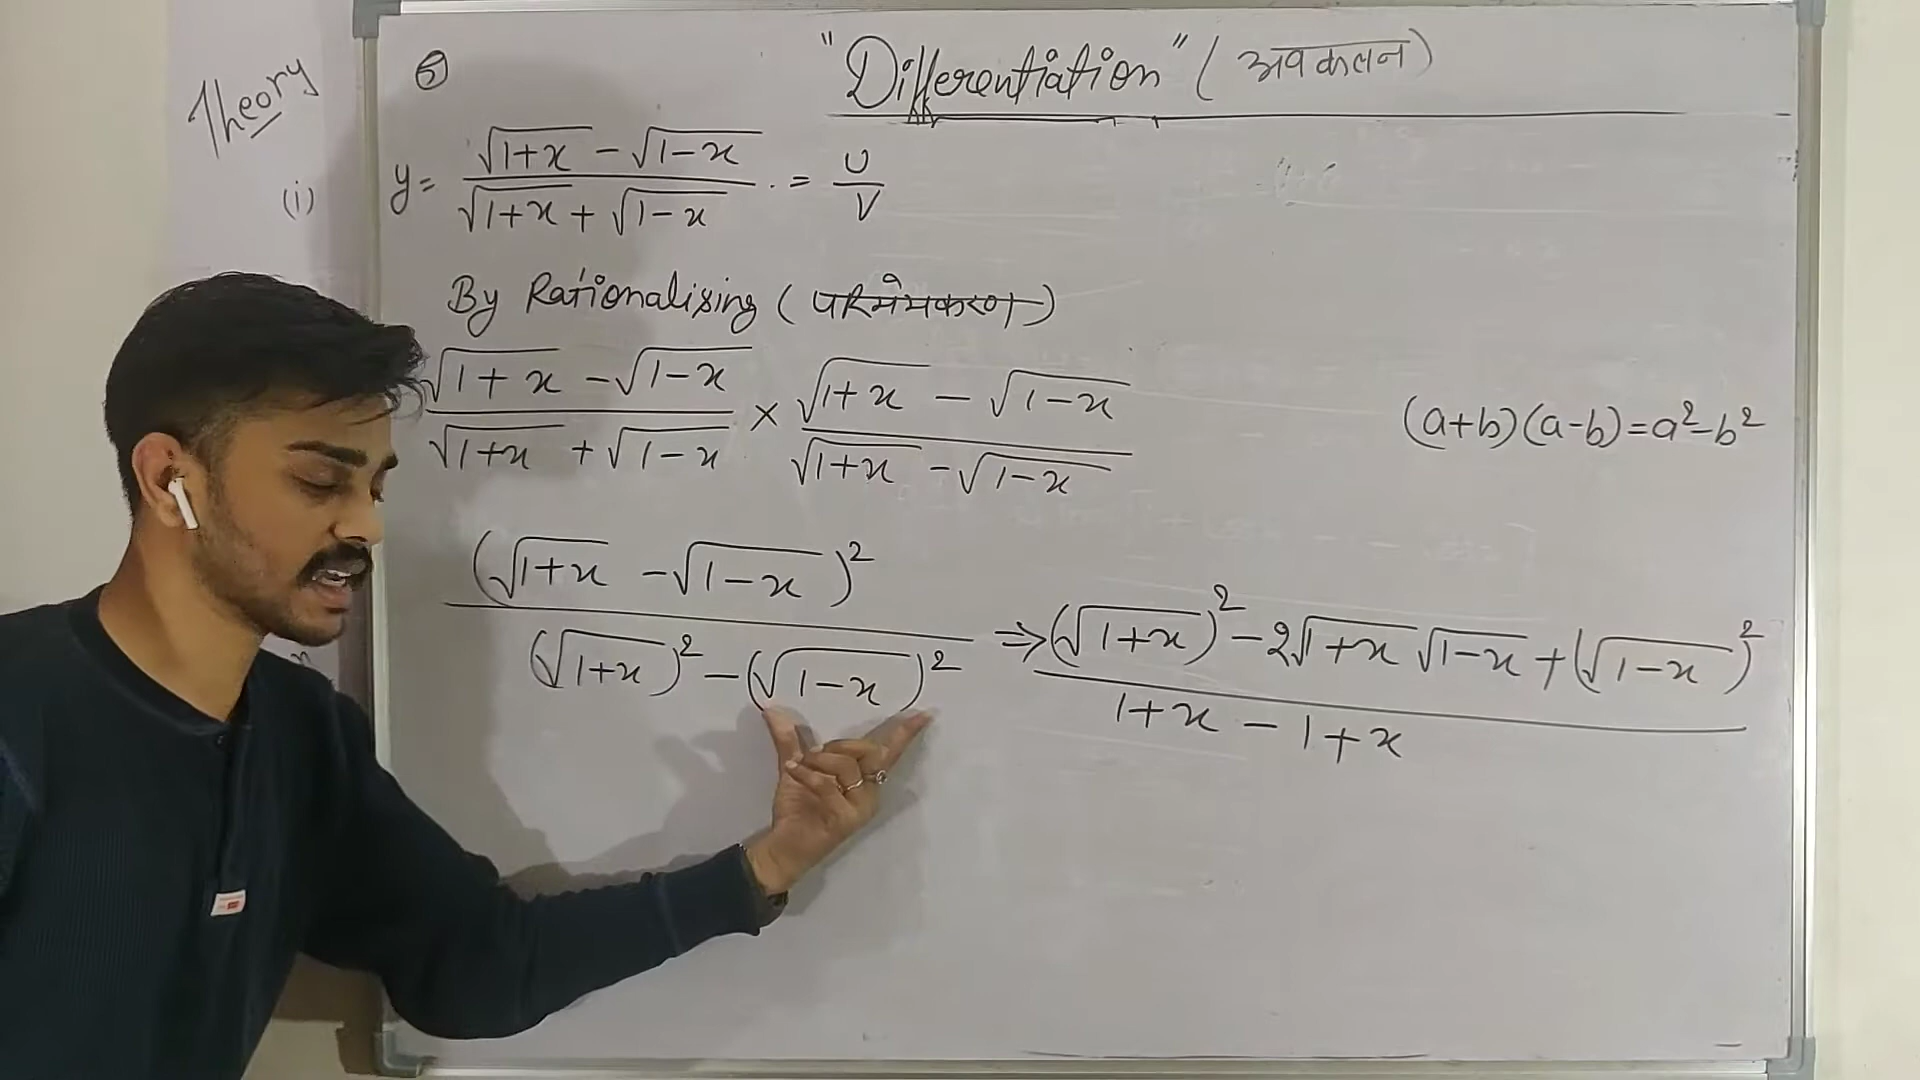 Theory
⑤
"Differentiation" (अवकलन)
(i) y = √(1+x) - √(1-x) / √(1+x) + √(1-x) . = U / V
By Rationalising (परिमेयकरण)
√(1+x) - √(1-x) / √(1+x) + √(1-x) × √(1+x) - √(1-x) / √(1+x) - √(1-x)
(a+b)(a-b)=a²-b²
(√(1+x) - √(1-x))² / (√(1+x))² - (√(1-x))² ⇒ (√(1+x))² - 2√(1+x) √(1-x) + (√(1-x))² / 1+x - 1+x